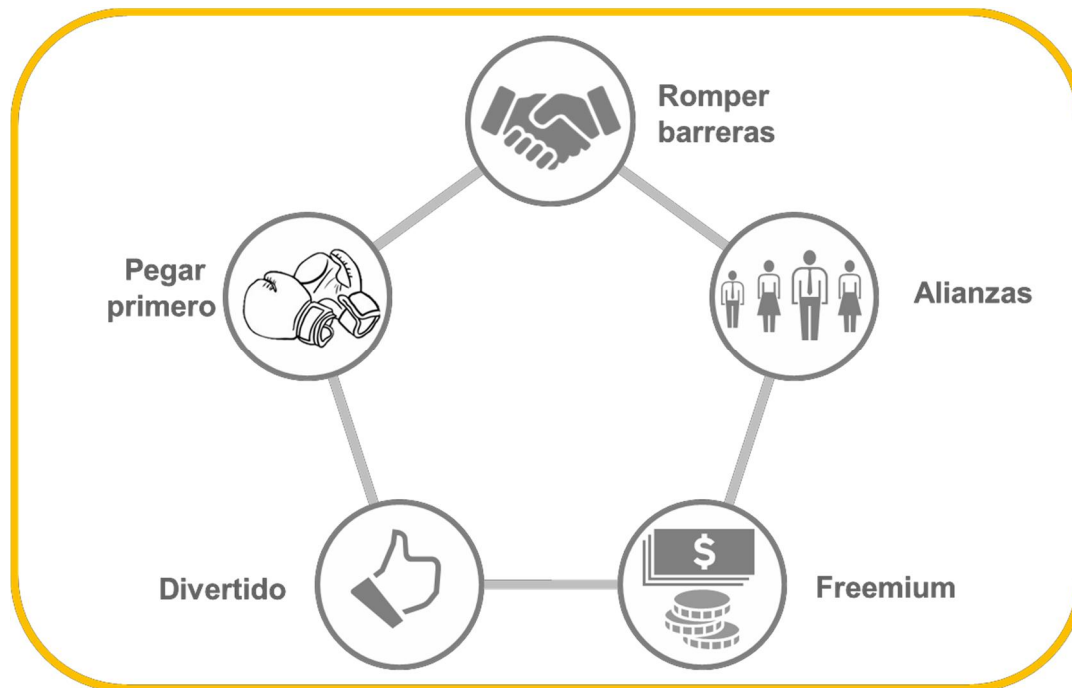 Romper
barreras
Pegar
primero
Alianzas
$
Divertido
Freemium